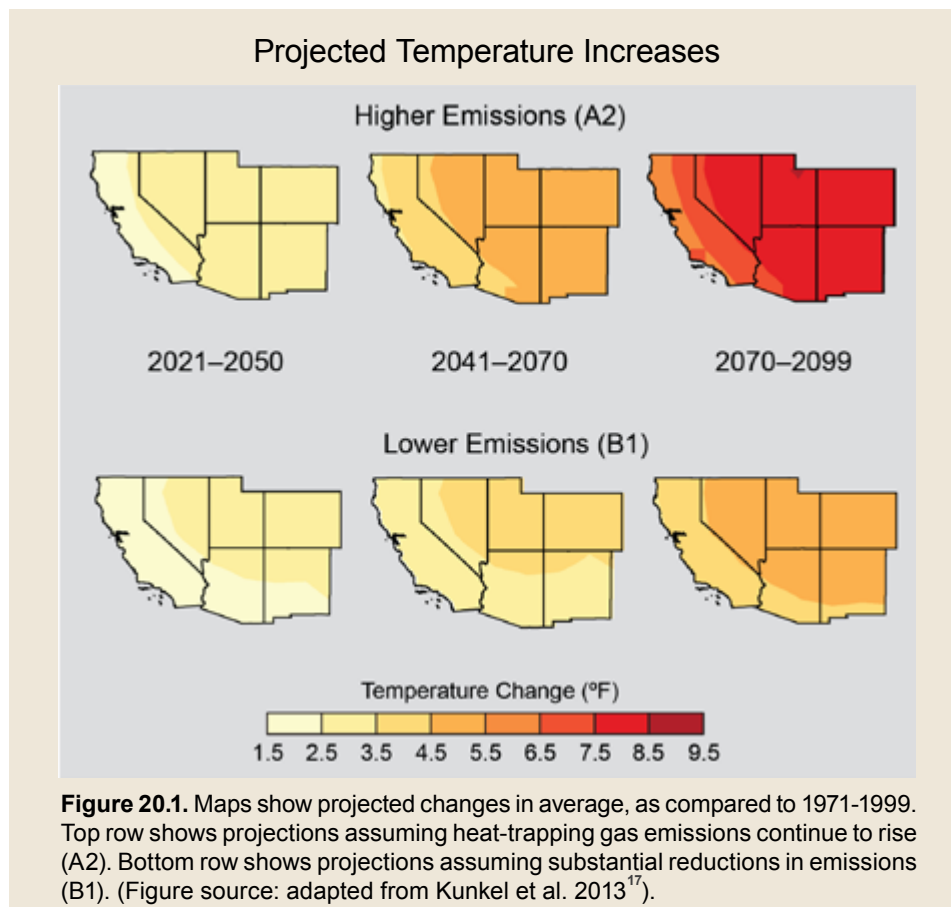 Projected Temperature Increases
Higher Emissions (A2)
2021–2050 2041–2070 2070–2099
Lower Emissions (B1)
Temperature Change (ºF)
1.5 2.5 3.5 4.5 5.5 6.5 7.5 8.5 9.5
Figure 20.1. Maps show projected changes in average, as compared to 1971-1999.
Top row shows projections assuming heat-trapping gas emissions continue to rise
(A2). Bottom row shows projections assuming substantial reductions in emissions
(B1). (Figure source: adapted from Kunkel et al. 2013¹⁷).